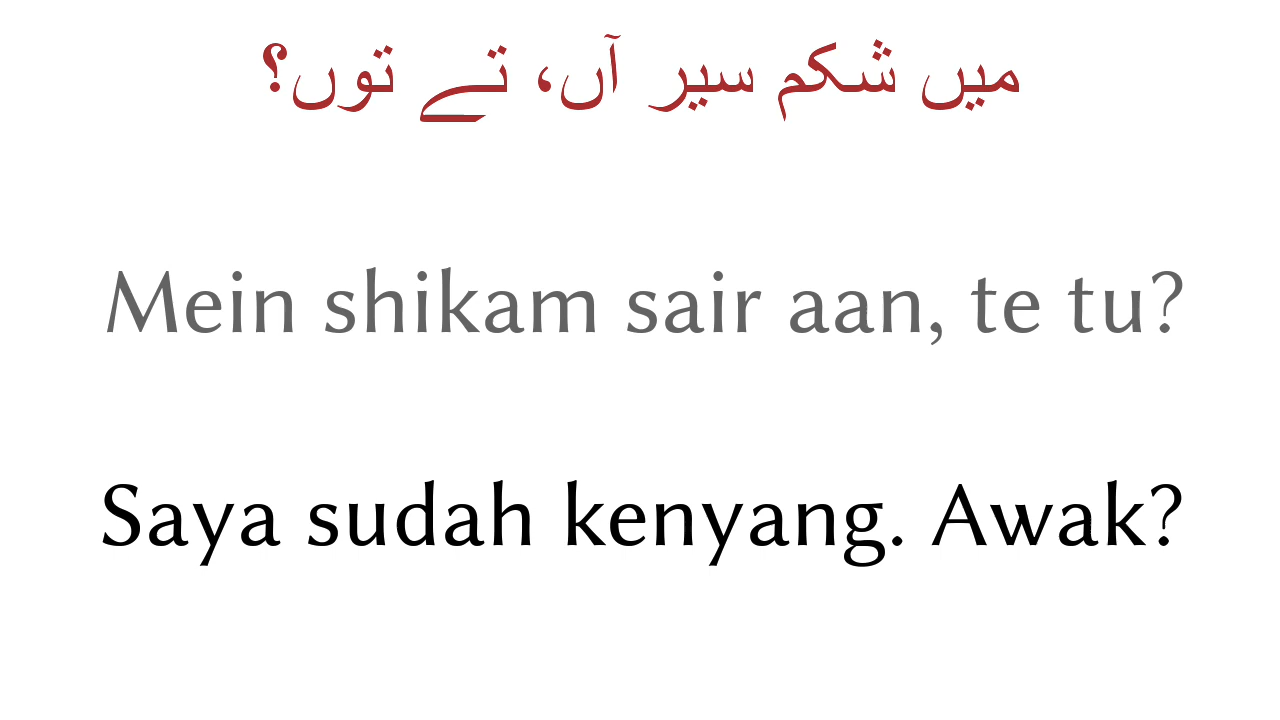 میں شکم سیر آں، تے توں؟
Mein shikam sair aan, te tu?
Saya sudah kenyang. Awak?